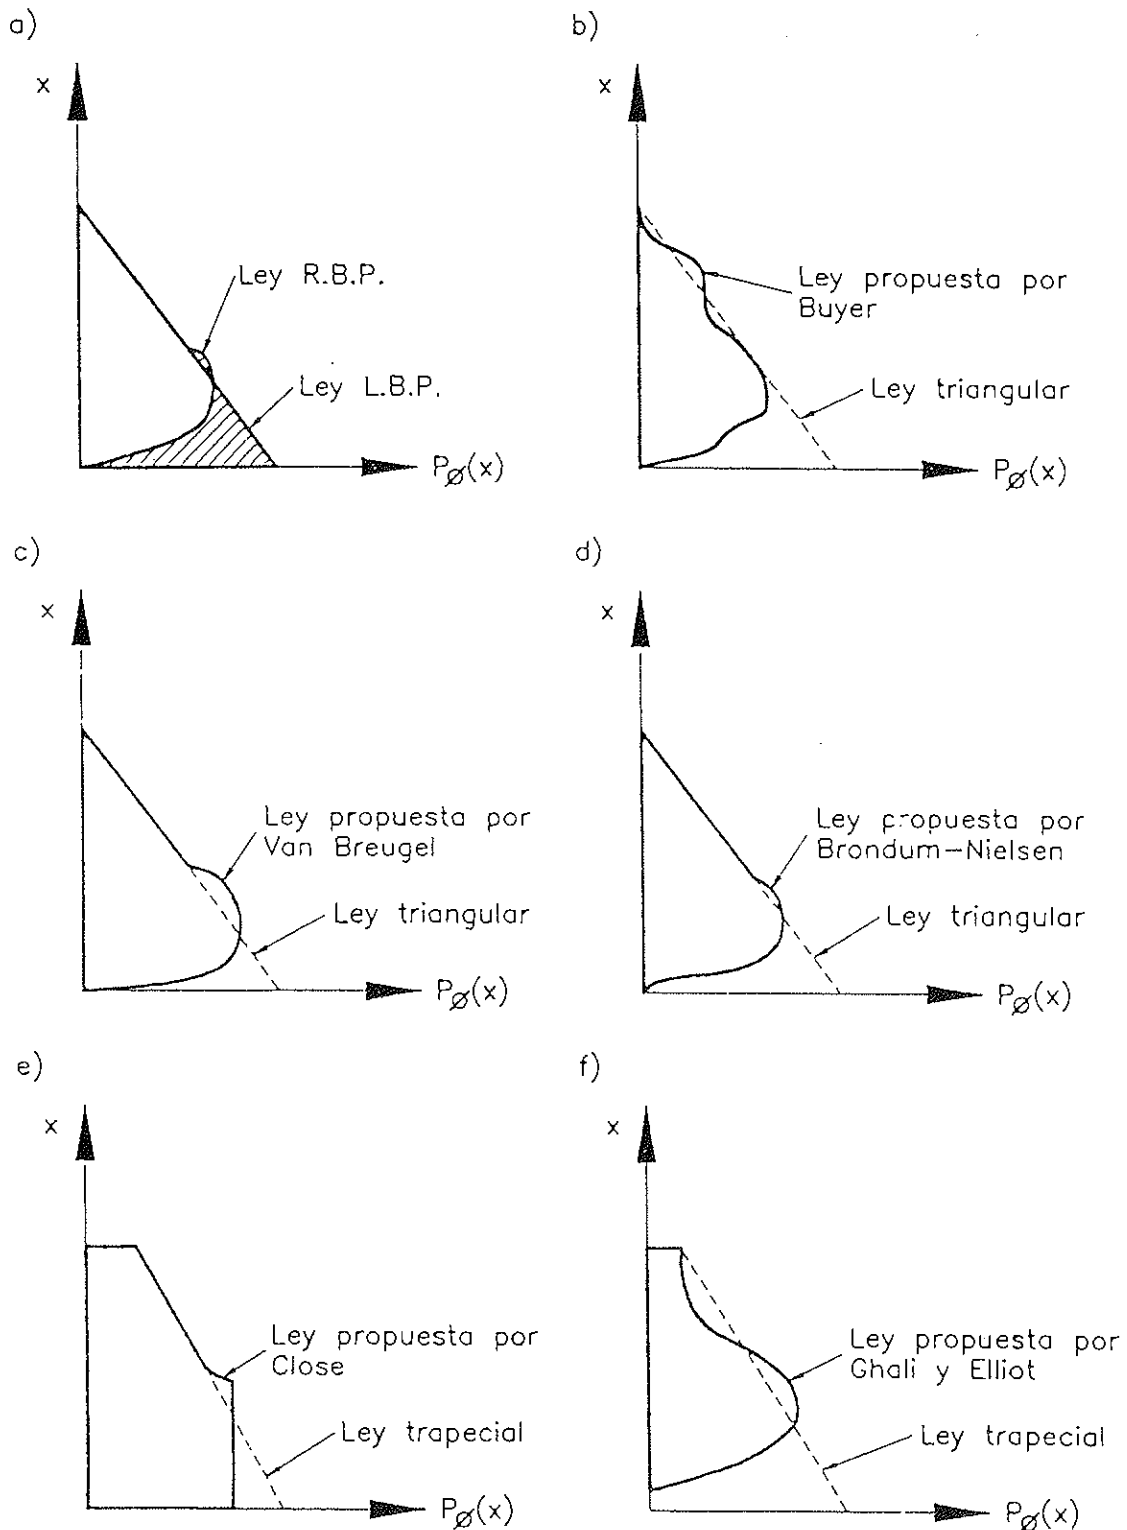 a)
x
Ley R.B.P.
Ley L.B.P.
PØ(x)
b)
x
Ley propuesta por
Buyer
Ley triangular
PØ(x)
c)
x
Ley propuesta por
Van Breugel
Ley triangular
PØ(x)
d)
x
Ley propuesta por
Brondum-Nielsen
Ley triangular
PØ(x)
e)
x
Ley propuesta por
Close
Ley trapecial
PØ(x)
f)
x
Ley propuesta por
Ghali y Elliot
Ley trapecial
PØ(x)